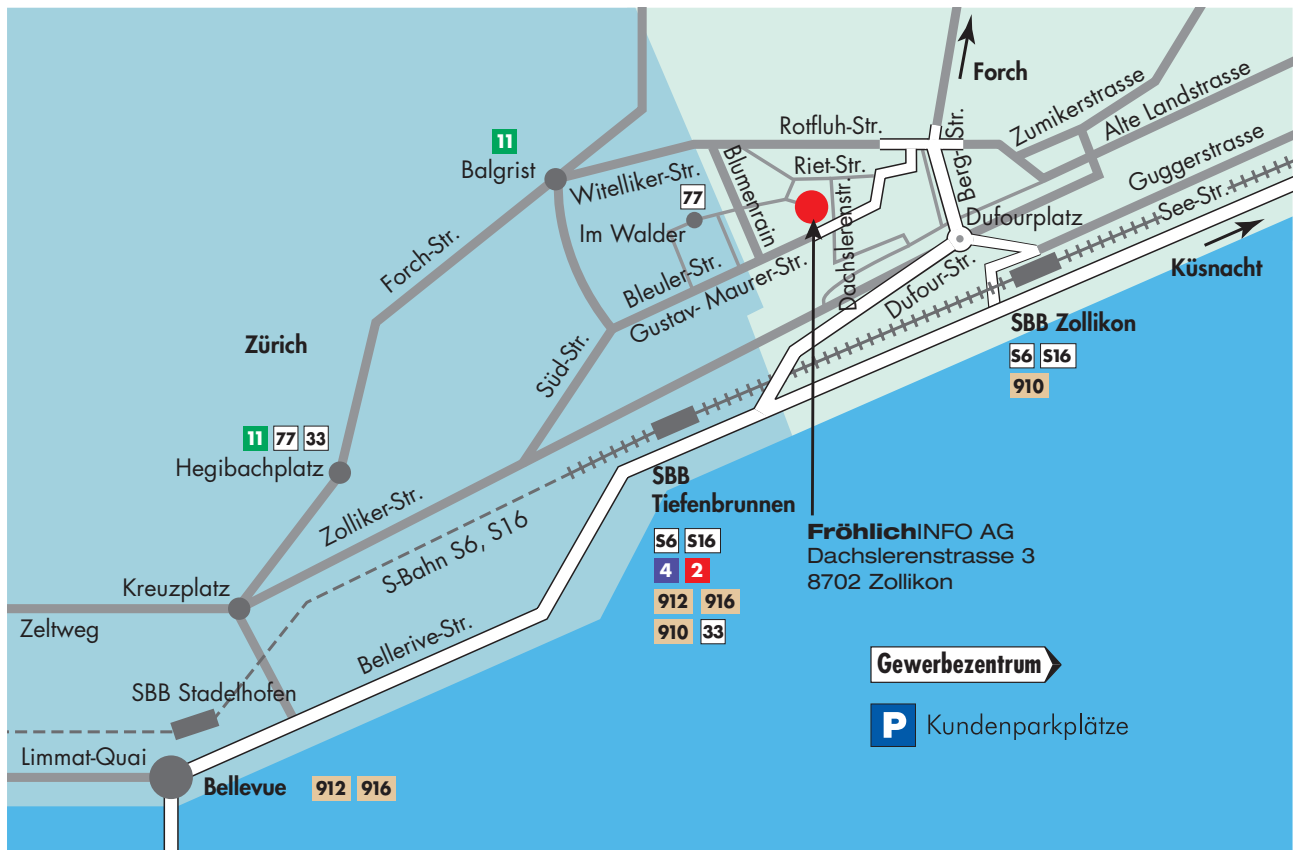 Forch
Zumikerstrasse
Alte Landstrasse
Rotfluh-Str.
Berg-Str.
11
Balgrist
Blumenrain
Riet-Str.
Guggerstrasse
Witelliker-Str.
77
Dachslerenstr.
See-Str.
Dufourplatz
Im Walder
Forch-Str.
Bleuler-Str.
Gustav- Maurer-Str.
Dufour-Str.
Küsnacht
Zürich
Süd-Str.
SBB Zollikon
S6 S16
910
11 77 33
Hegibachplatz
Zolliker-Str.
S-Bahn S6, S16
SBB
Tiefenbrunnen
S6 S16
4 2
912 916
910 33
FröhlichINFO AG
Dachslerenstrasse 3
8702 Zollikon
Kreuzplatz
Zeltweg
Bellerive-Str.
Gewerbezentrum
SBB Stadelhofen
P Kundenparkplätze
Limmat-Quai
Bellevue 912 916